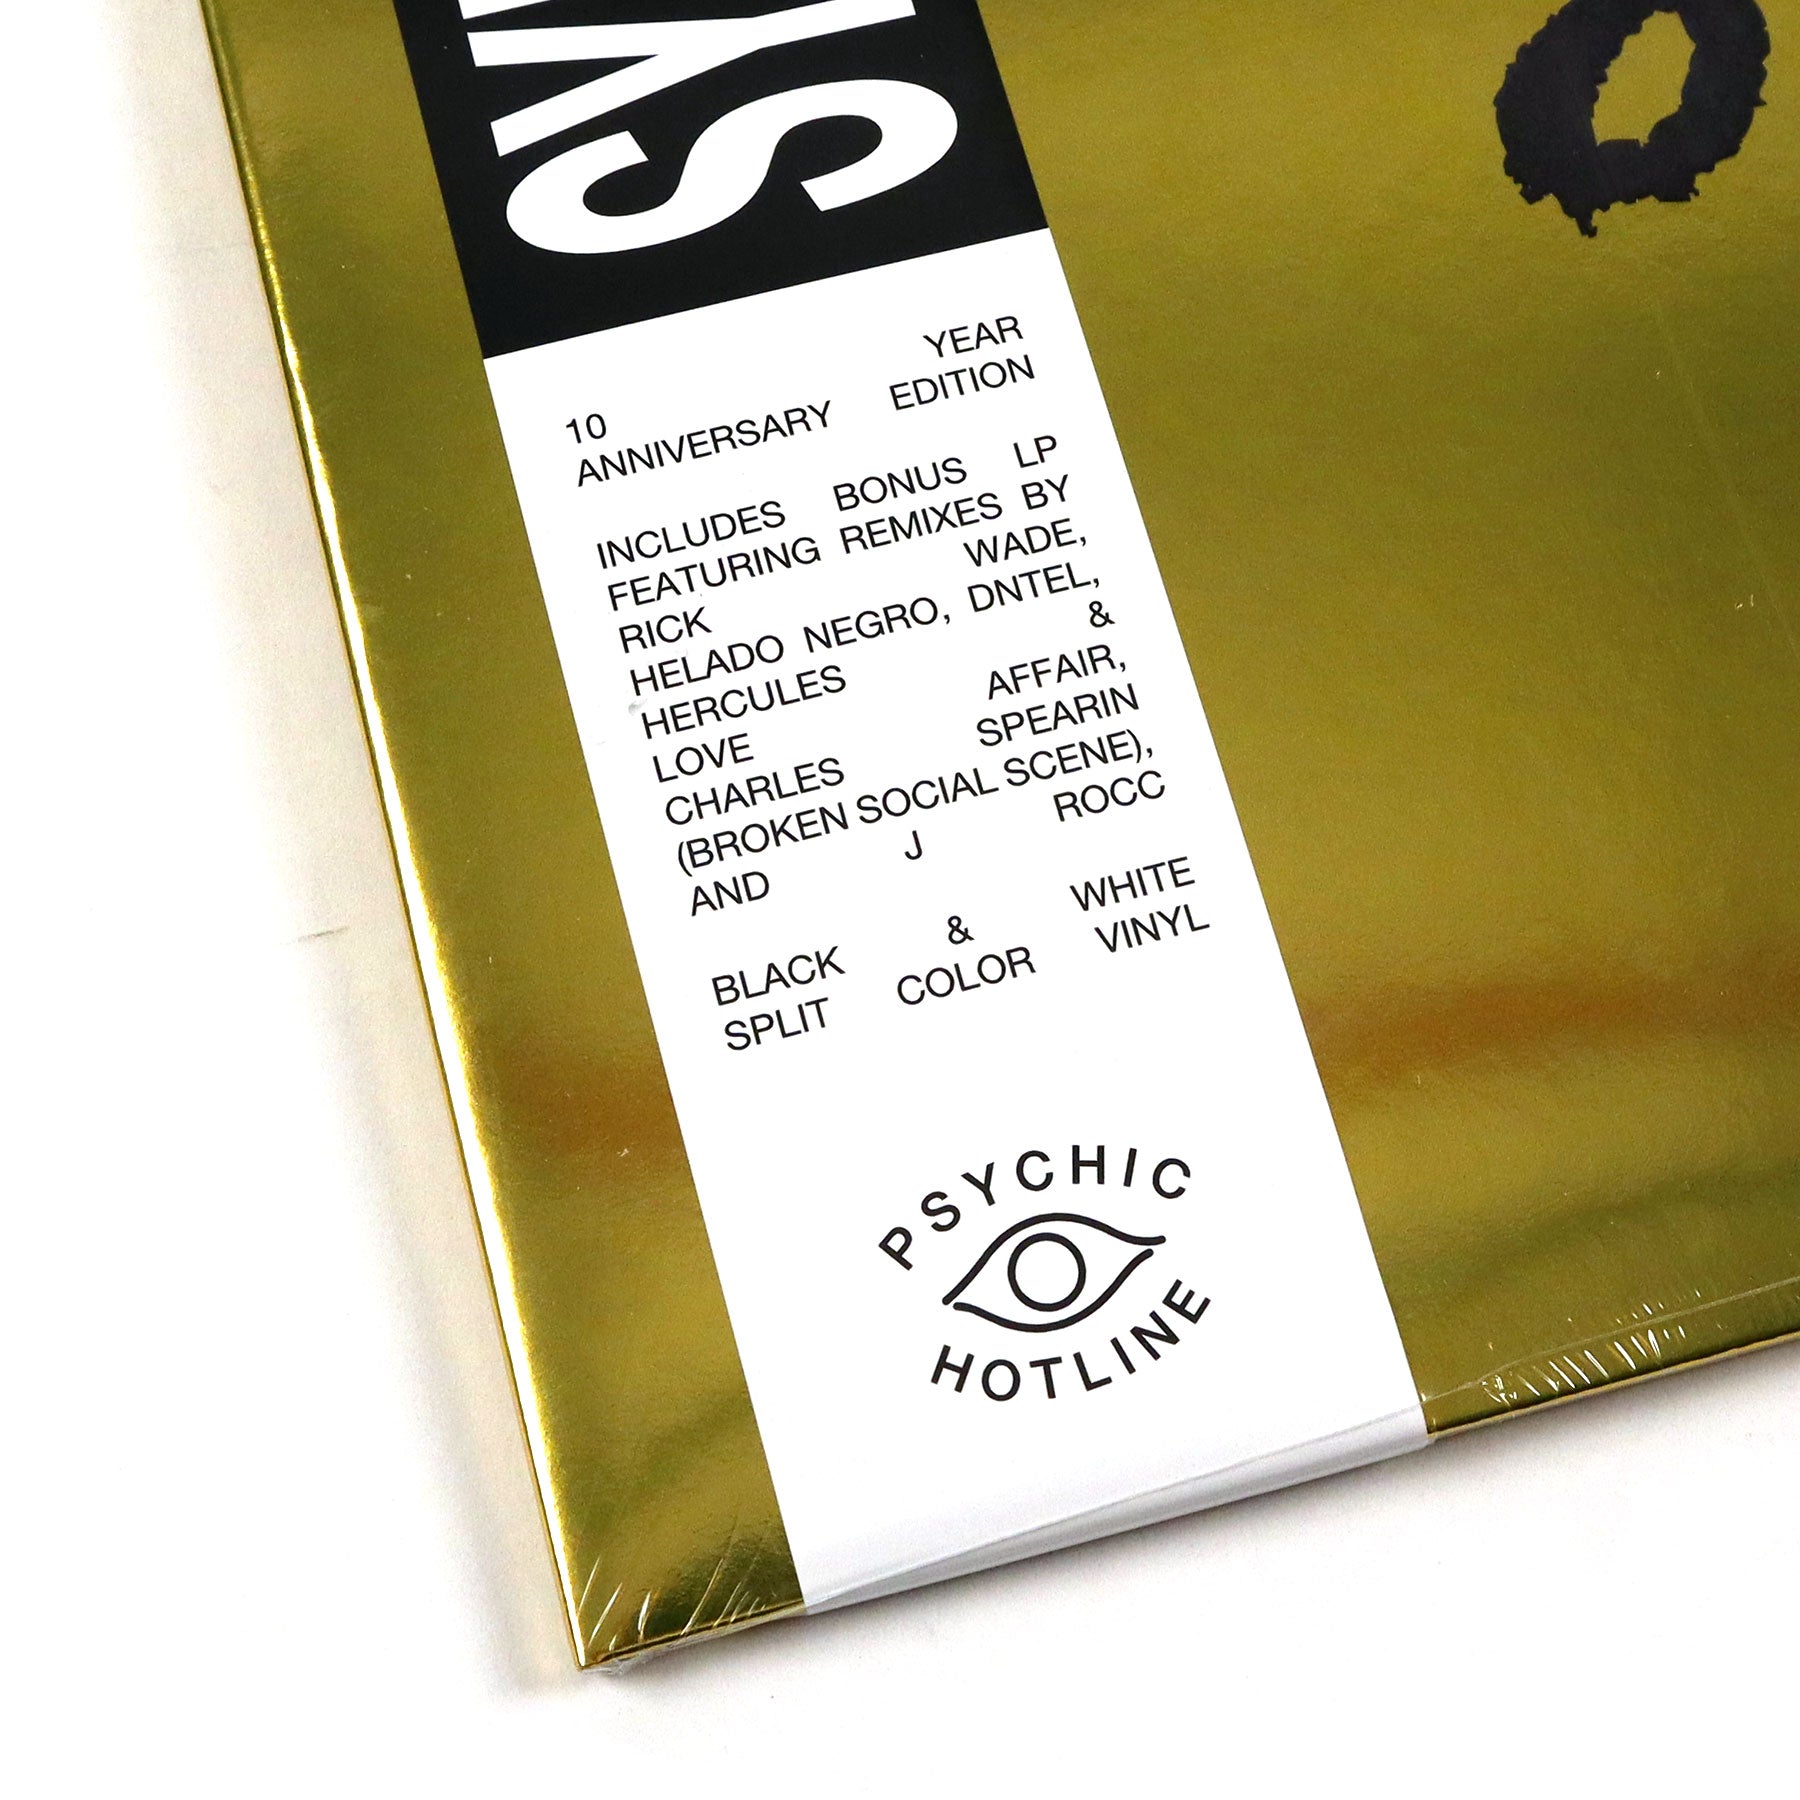 SY
10 YEAR
ANNIVERSARY EDITION
INCLUDES BONUS LP
FEATURING REMIXES BY
RICK WADE,
HELADO NEGRO, DNTEL,
HERCULES &
LOVE AFFAIR,
CHARLES SPEARIN
(BROKEN SOCIAL SCENE),
AND J ROCC
BLACK & WHITE
SPLIT COLOR VINYL
PSYCHIC
HOTLINE